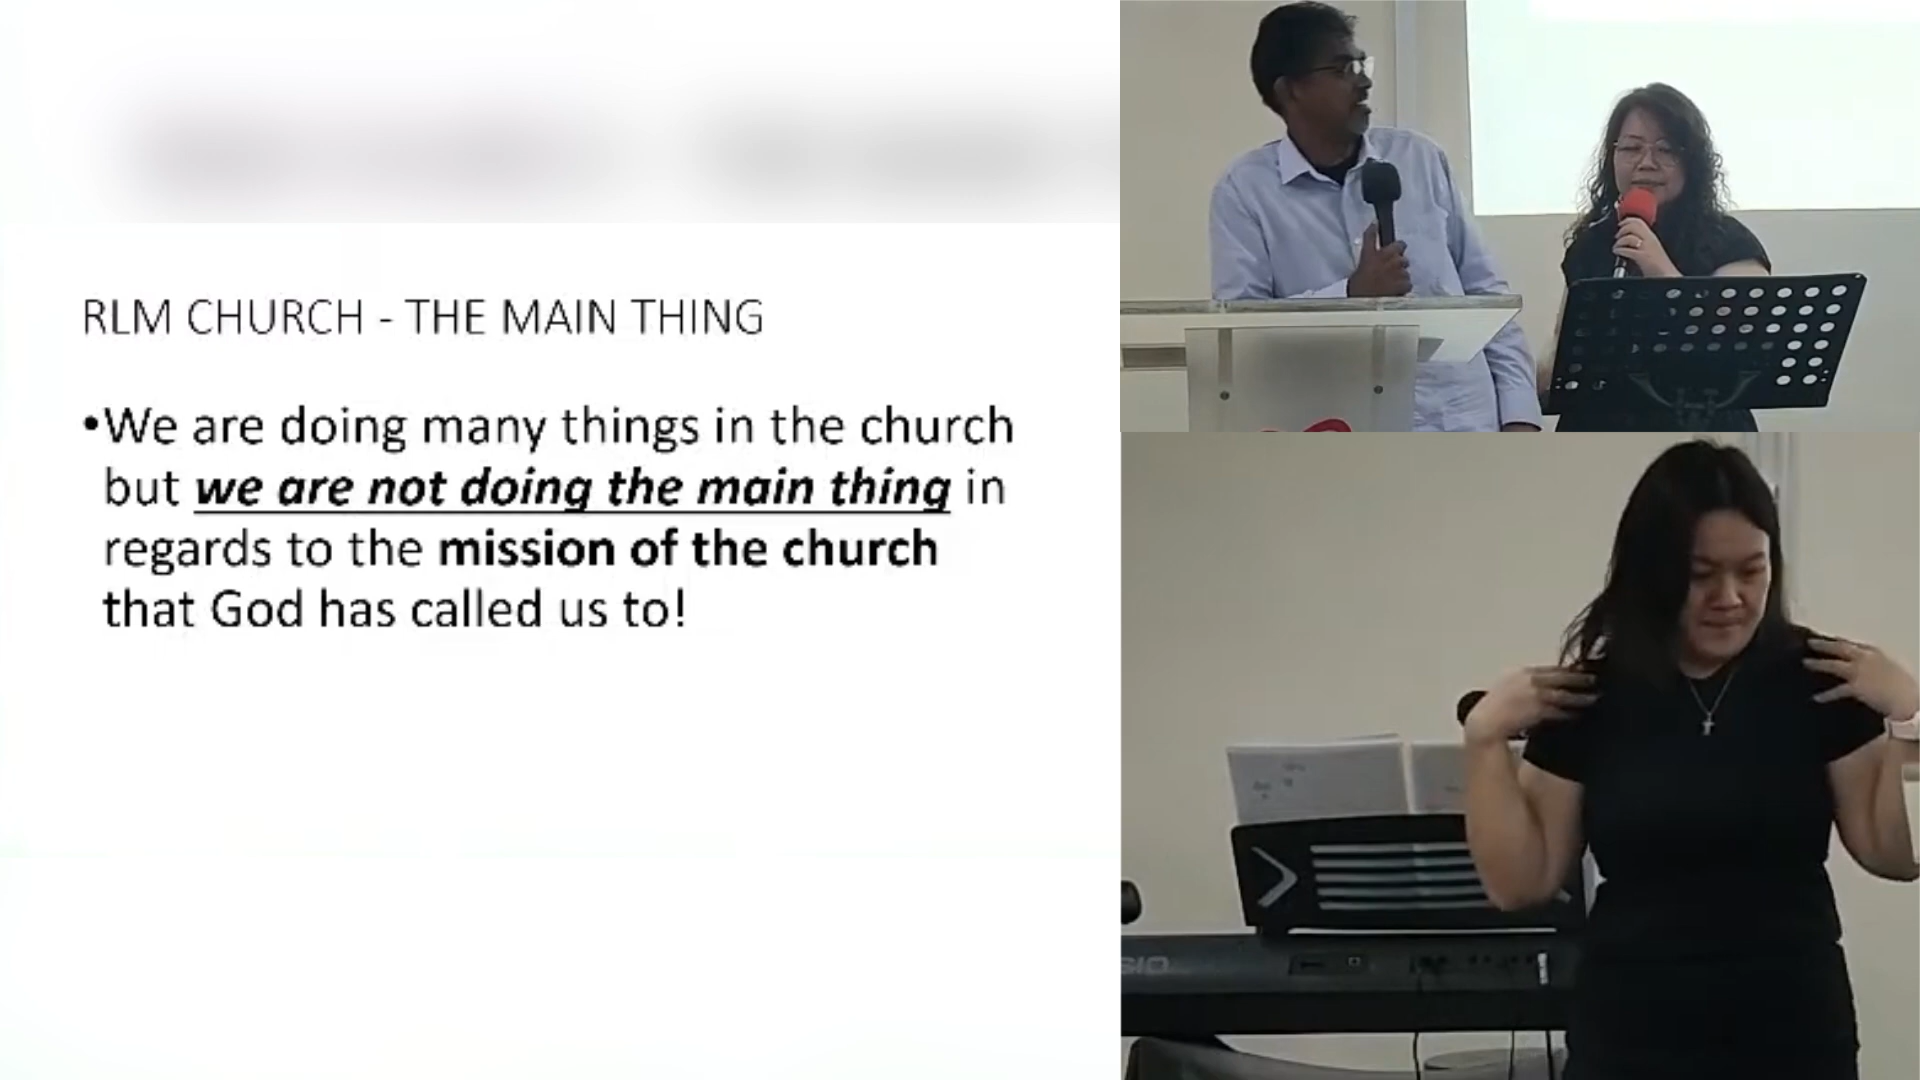 RLM CHURCH - THE MAIN THING
•We are doing many things in the church
but we are not doing the main thing in
regards to the mission of the church
that God has called us to!
SIO